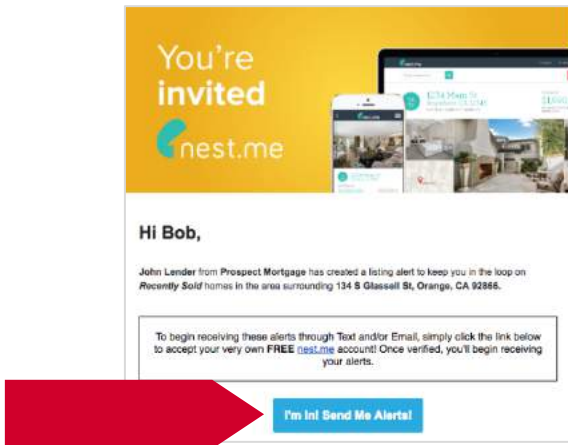 You're
invited
nest.me
Hi Bob,
John Lender from Prospect Mortgage has created a listing alert to keep you in the loop on
Recently Sold homes in the area surrounding 134 S Glassell St, Orange, CA 92866.
To begin receiving these alerts through Text and/or Email, simply click the link below
to accept your very own FREE nest.me account! Once verified, you'll begin receiving
your alerts.
I'm In! Send Me Alerts!